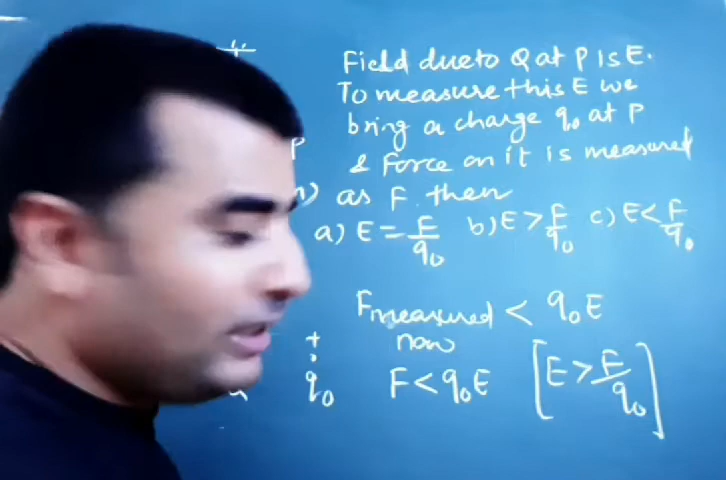 Field due to Q at P is E.
To measure this E we
bring a charge q₀ at P
P
& Force on it is measured
as F. then
a) E = F/q₀ b) E > F/q₀ c) E < F/q₀
Fmeasured < q₀E
now
+
q₀ F < q₀E [E > F/q₀]